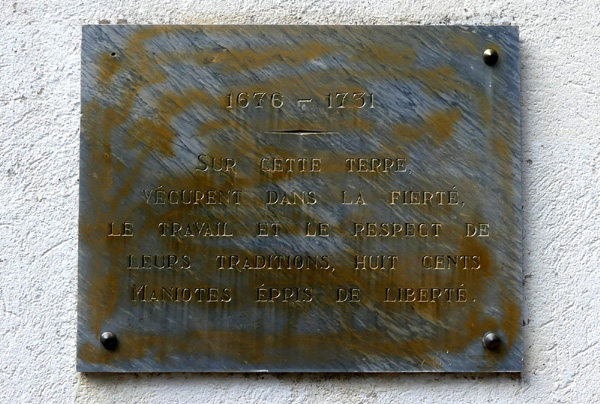 1676 - 1731
SUR CETTE TERRE,
VÉCURENT DANS LA FIERTÉ,
LE TRAVAIL ET LE RESPECT DE
LEURS TRADITIONS, HUIT CENTS
MANIOTES ÉPRIS DE LIBERTÉ.